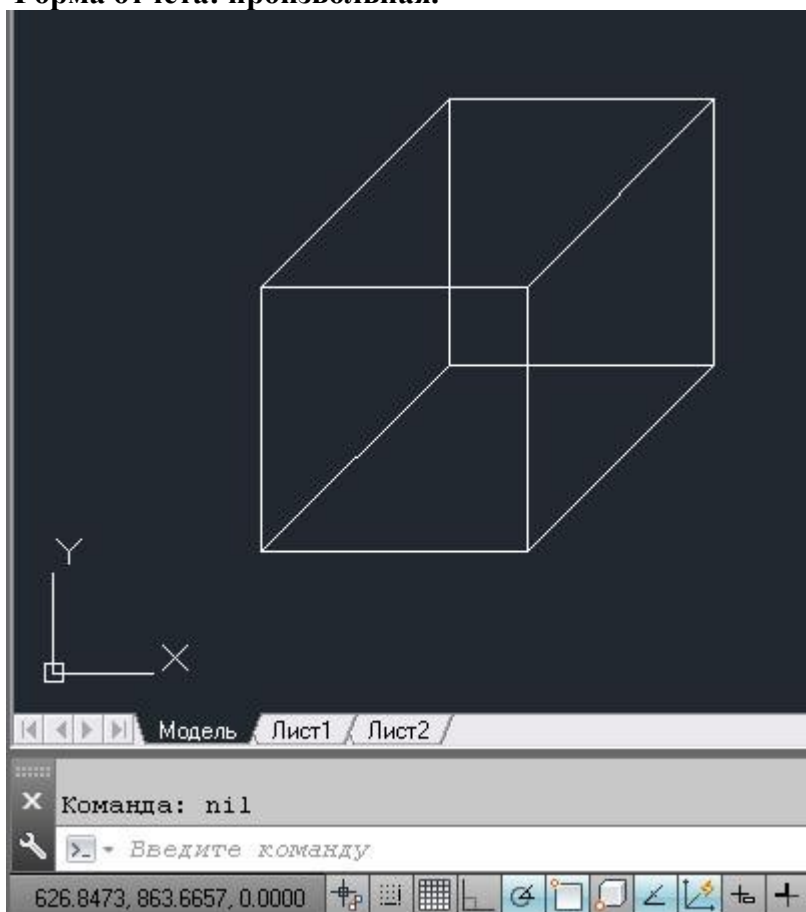 Форма отчета: произвольная.
Y
X
Модель Лист1 Лист2
Команда: nil
Введите команду
626.8473, 863.6657, 0.0000